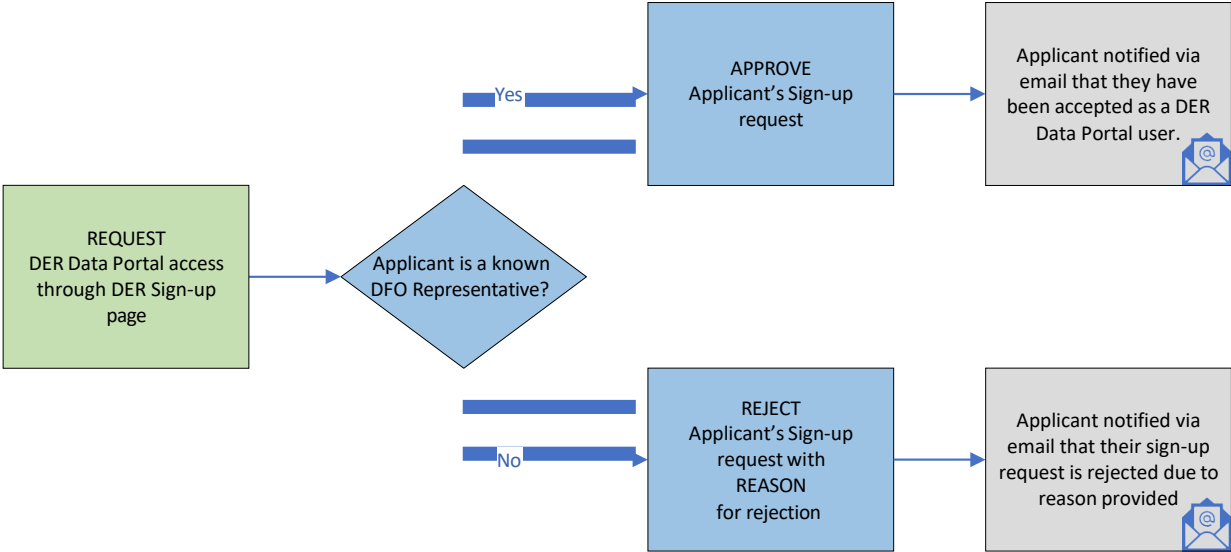 REQUEST
DER Data Portal access
through DER Sign-up
page
Applicant is a known
DFO Representative?
Yes
APPROVE
Applicant’s Sign-up
request
Applicant notified via
email that they have
been accepted as a DER
Data Portal user.
@
No
REJECT
Applicant’s Sign-up
request with
REASON
for rejection
Applicant notified via
email that their sign-up
request is rejected due to
reason provided
@